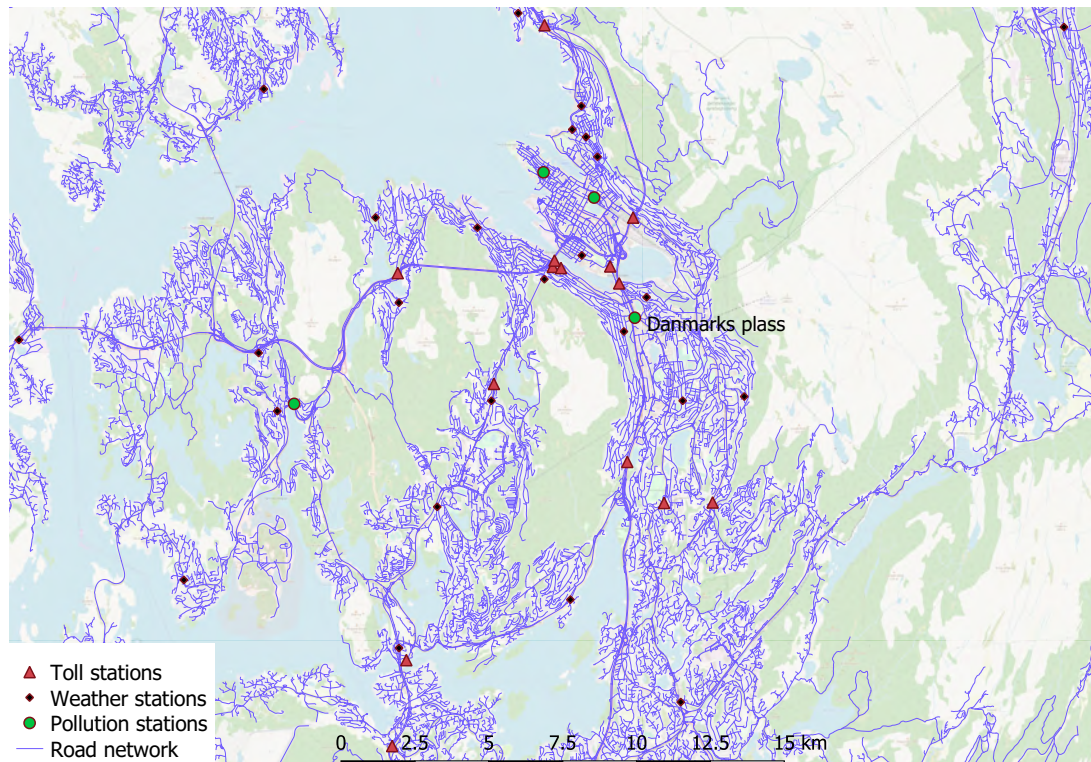 Danmarks plass
Toll stations
Weather stations
Pollution stations
Road network
0 2.5 5 7.5 10 12.5 15 km